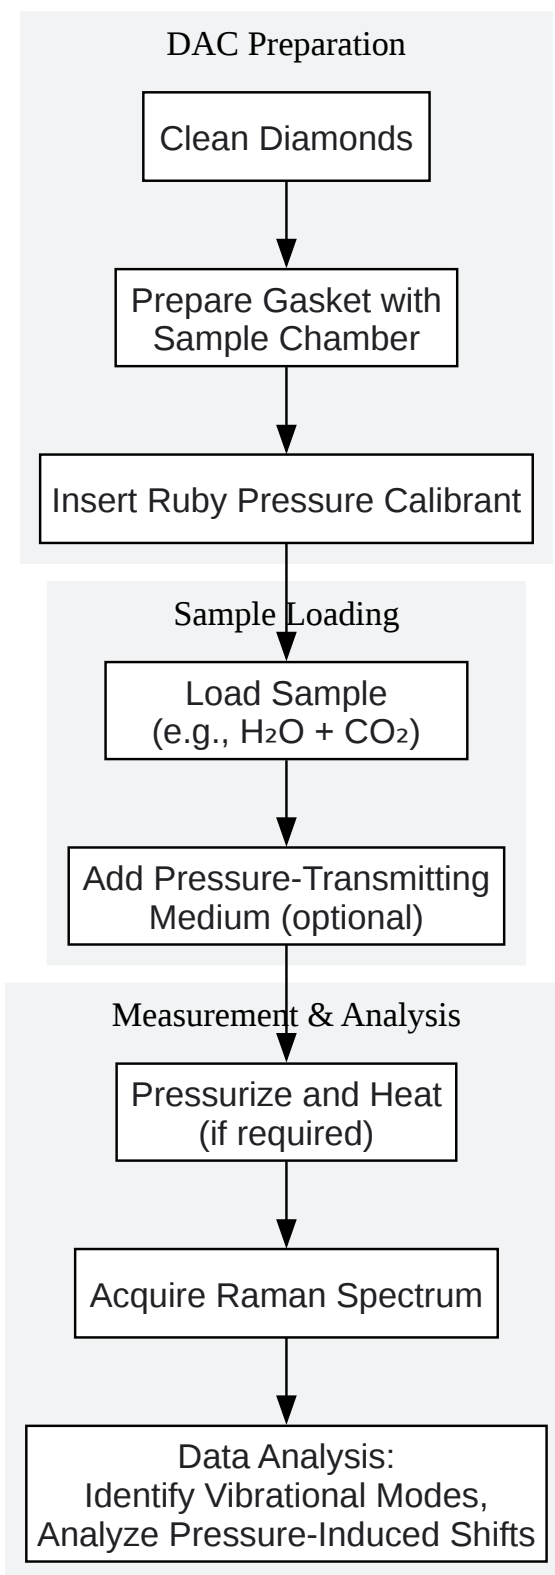 DAC Preparation
Clean Diamonds
Prepare Gasket with
Sample Chamber
Insert Ruby Pressure Calibrant
Sample Loading
Load Sample
(e.g., H₂O + CO₂)
Add Pressure-Transmitting
Medium (optional)
Measurement & Analysis
Pressurize and Heat
(if required)
Acquire Raman Spectrum
Data Analysis:
Identify Vibrational Modes,
Analyze Pressure-Induced Shifts